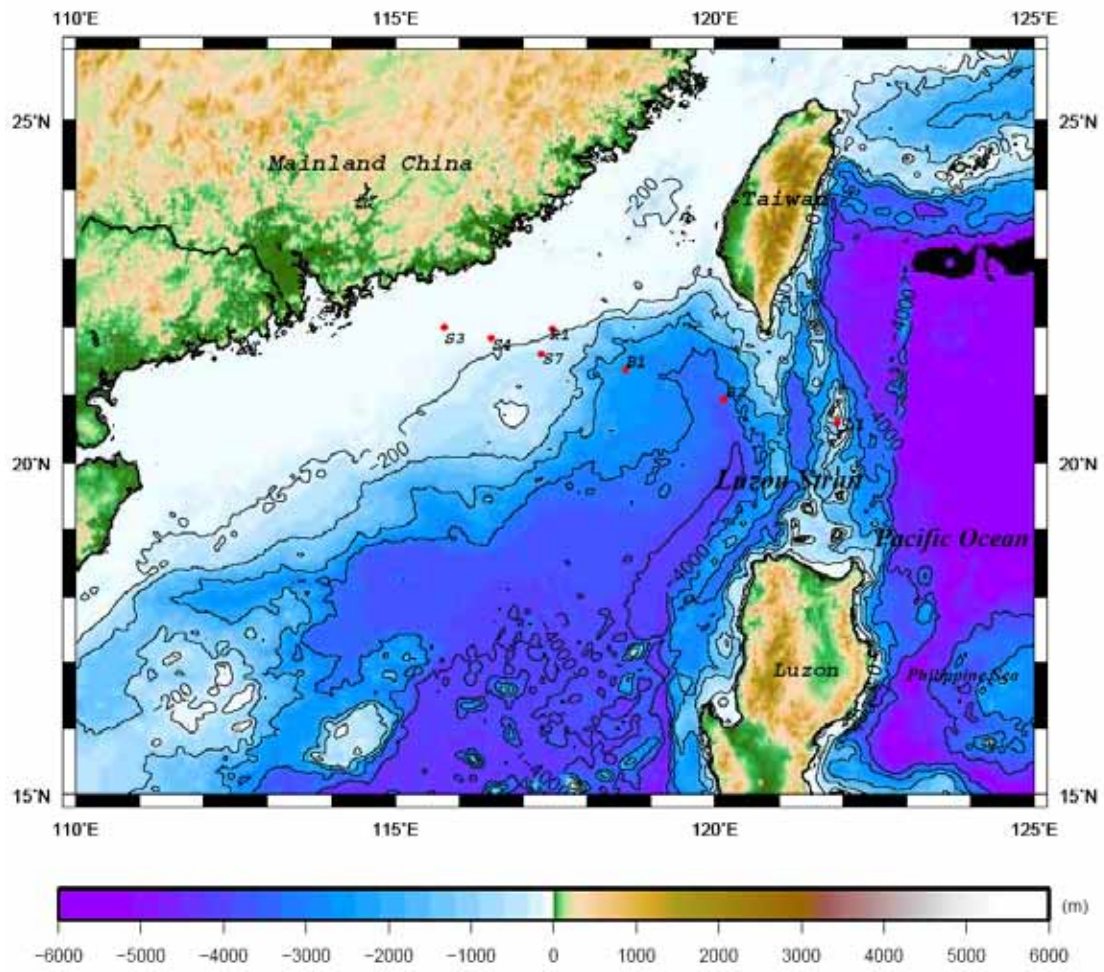 110°E 115°E 120°E 125°E
25°N 25°N
Mainland China
-200
Taiwan
-4000
S3 S4 S7 B1
-4000
-200
20°N 20°N
Luzon Strait
Pacific Ocean
-4000
-4000
Luzon
Philippine Sea
-200
15°N 15°N
110°E 115°E 120°E 125°E
(m)
-6000 -5000 -4000 -3000 -2000 -1000 0 1000 2000 3000 4000 5000 6000